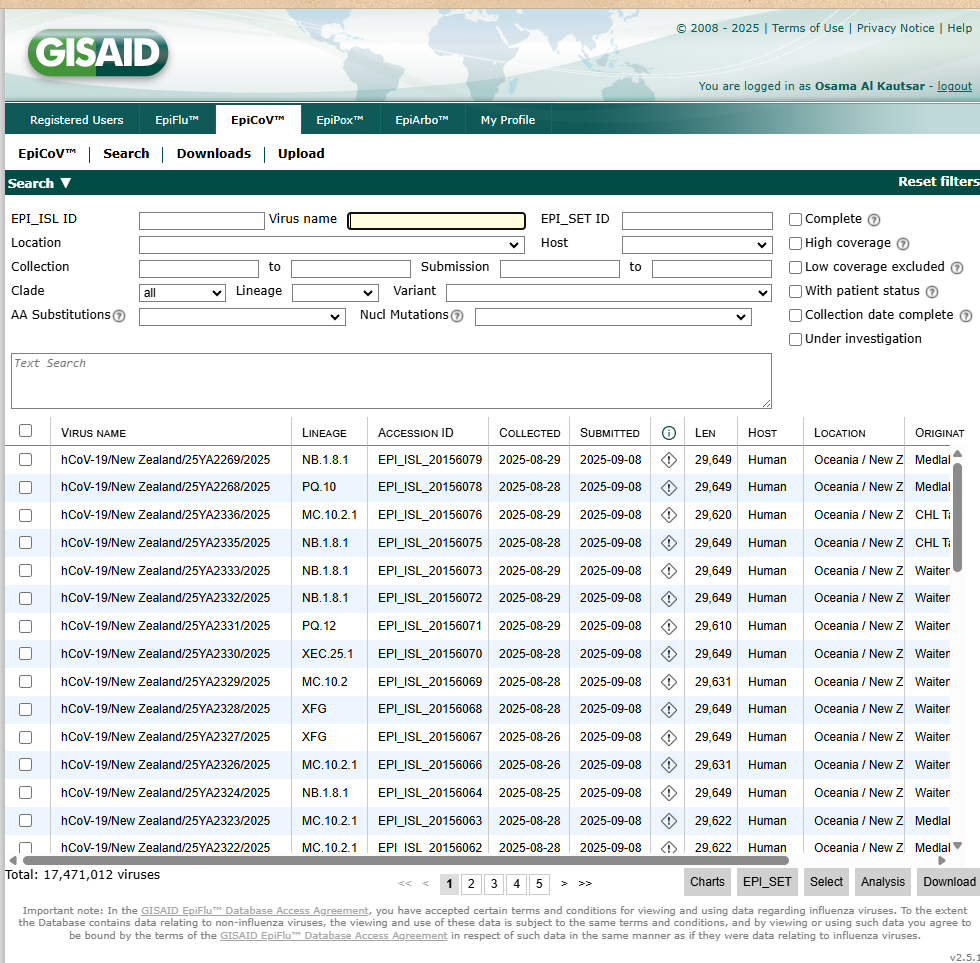 © 2008 - 2025 | Terms of Use | Privacy Notice | Help
GISAID
You are logged in as Osama Al Kautsar - logout
Registered Users EpiFlu™ EpiCoV™ EpiPox™ EpiArbo™ My Profile
EpiCoV™ | Search | Downloads | Upload
Search ▼ Reset filters
EPI_ISL ID Virus name EPI_SET ID Complete ?
Location Host High coverage ?
Collection to Submission to Low coverage excluded ?
Clade all Lineage Variant With patient status ?
AA Substitutions ? Nucl Mutations ? Collection date complete ?
Under investigation
Text Search
VIRUS NAME LINEAGE ACCESSION ID COLLECTED SUBMITTED i LEN HOST LOCATION ORIGINAT
hCoV-19/New Zealand/25YA2269/2025 NB.1.8.1 EPI_ISL_20156079 2025-08-29 2025-09-08 ! 29,649 Human Oceania / New Z Medlal
hCoV-19/New Zealand/25YA2268/2025 PQ.10 EPI_ISL_20156078 2025-08-28 2025-09-08 ! 29,649 Human Oceania / New Z Medlal
hCoV-19/New Zealand/25YA2336/2025 MC.10.2.1 EPI_ISL_20156076 2025-08-29 2025-09-08 ! 29,620 Human Oceania / New Z CHL Ta
hCoV-19/New Zealand/25YA2335/2025 NB.1.8.1 EPI_ISL_20156075 2025-08-28 2025-09-08 ! 29,649 Human Oceania / New Z CHL Ta
hCoV-19/New Zealand/25YA2333/2025 NB.1.8.1 EPI_ISL_20156073 2025-08-29 2025-09-08 ! 29,649 Human Oceania / New Z Waiter
hCoV-19/New Zealand/25YA2332/2025 NB.1.8.1 EPI_ISL_20156072 2025-08-29 2025-09-08 ! 29,649 Human Oceania / New Z Waiter
hCoV-19/New Zealand/25YA2331/2025 PQ.12 EPI_ISL_20156071 2025-08-29 2025-09-08 ! 29,610 Human Oceania / New Z Waiter
hCoV-19/New Zealand/25YA2330/2025 XEC.25.1 EPI_ISL_20156070 2025-08-28 2025-09-08 ! 29,649 Human Oceania / New Z Waiter
hCoV-19/New Zealand/25YA2329/2025 MC.10.2 EPI_ISL_20156069 2025-08-28 2025-09-08 ! 29,631 Human Oceania / New Z Waiter
hCoV-19/New Zealand/25YA2328/2025 XFG EPI_ISL_20156068 2025-08-28 2025-09-08 ! 29,649 Human Oceania / New Z Waiter
hCoV-19/New Zealand/25YA2327/2025 XFG EPI_ISL_20156067 2025-08-26 2025-09-08 ! 29,649 Human Oceania / New Z Waiter
hCoV-19/New Zealand/25YA2326/2025 MC.10.2.1 EPI_ISL_20156066 2025-08-26 2025-09-08 ! 29,631 Human Oceania / New Z Waiter
hCoV-19/New Zealand/25YA2324/2025 NB.1.8.1 EPI_ISL_20156064 2025-08-25 2025-09-08 ! 29,649 Human Oceania / New Z Waiter
hCoV-19/New Zealand/25YA2323/2025 MC.10.2.1 EPI_ISL_20156063 2025-08-28 2025-09-08 ! 29,622 Human Oceania / New Z Medlal
hCoV-19/New Zealand/25YA2322/2025 MC.10.2.1 EPI_ISL_20156062 2025-08-28 2025-09-08 ! 29,622 Human Oceania / New Z Medlal
Total: 17,471,012 viruses << < 1 2 3 4 5 > >> Charts EPI_SET Select Analysis Download
Important note: In the GISAID EpiFlu™ Database Access Agreement, you have accepted certain terms and conditions for viewing and using data regarding influenza viruses. To the extent
the Database contains data relating to non-influenza viruses, the viewing and use of these data is subject to the same terms and conditions, and by viewing or using such data you agree to
be bound by the terms of the GISAID EpiFlu™ Database Access Agreement in respect of such data in the same manner as if they were data relating to influenza viruses.